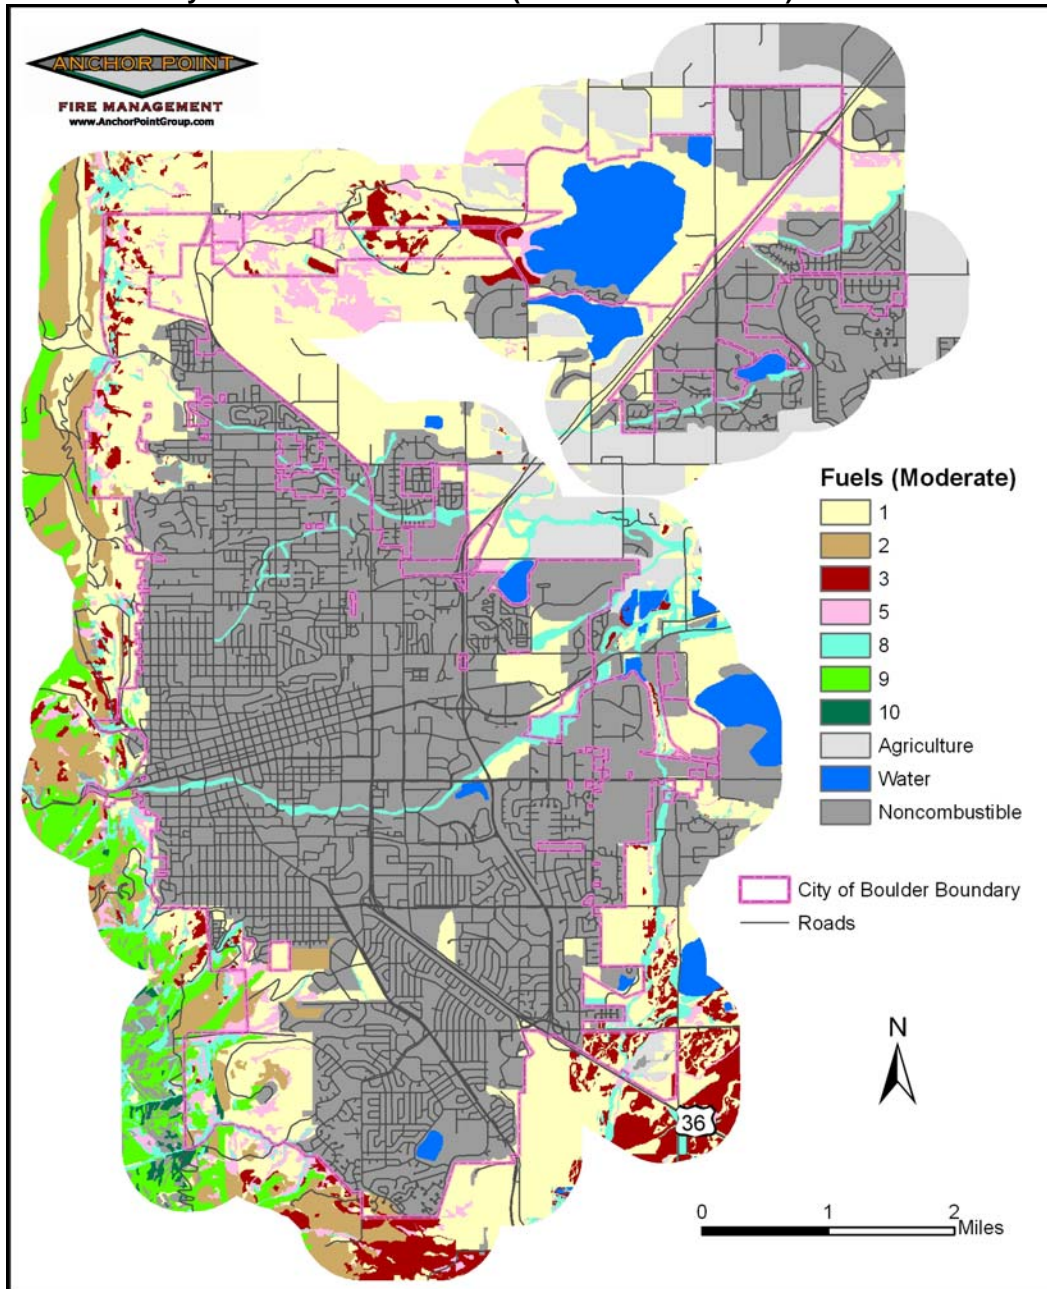 ANCHOR POINT
FIRE MANAGEMENT
www.AnchorPointGroup.com
Fuels (Moderate)
1
2
3
5
8
9
10
Agriculture
Water
Noncombustible
City of Boulder Boundary
Roads
N
36
0 1 2
Miles